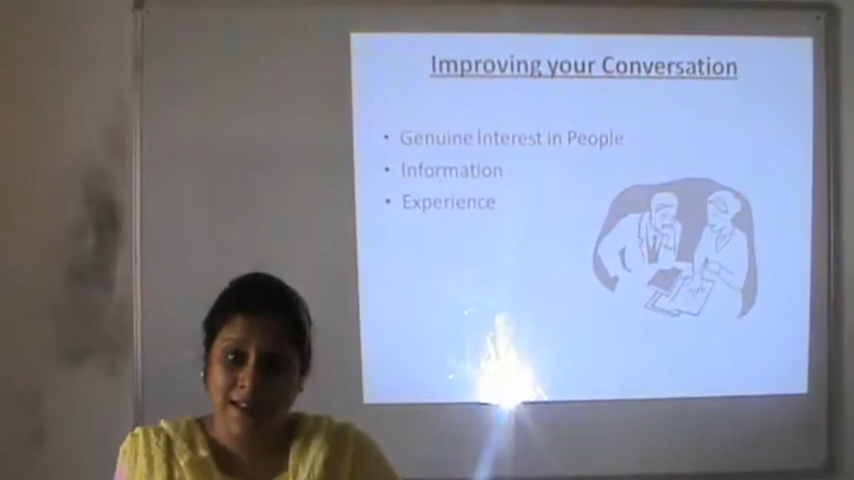 Improving your Conversation
• Genuine Interest in People
• Information
• Experience